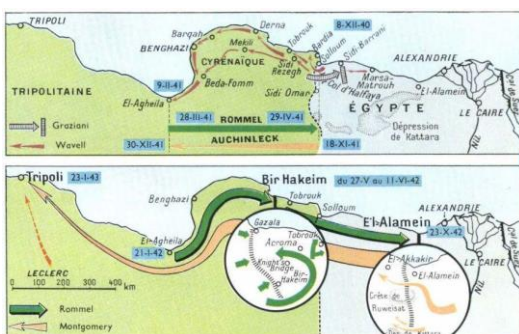 TRIPOLI
Derna
8-XII-40
Barqah
Tobrouk
Bardia
Solloum
BENGHAZI
Mekili
Sidi-Barrani
ALEXANDRIE
CYRÉNAÏQUE
Sidi
Rezegh
Col d'Halfaya
Marsa-
Matrouh
9-II-41
Beda-Fomm
Sidi Omar
El-Alamein
TRIPOLITAINE
El-Agheila
ÉGYPTE
LE CAIRE
28-III-41
29-IV-41
ROMMEL
Dépression
de Kattara
Graziani
AUCHINLECK
NIL
Wavell
30-XII-41
18-XI-41
Tripoli
23-I-43
Bir Hakeim
du 27-V au 11-VI-42
Benghazi
Tobrouk
Solloum
ALEXANDRIE
El-Alamein
23-X-42
Gazala
El-Agheila
Acroma
Tobrouk
LE CAIRE
21-I-42
Knight's
Bridge
El-Akkakir
El-Alamein
LECLERC
Bir-
Hakeim
Crête de
Ruweisat
0 100 200 300 400
km
NIL
Rommel
Montgomery